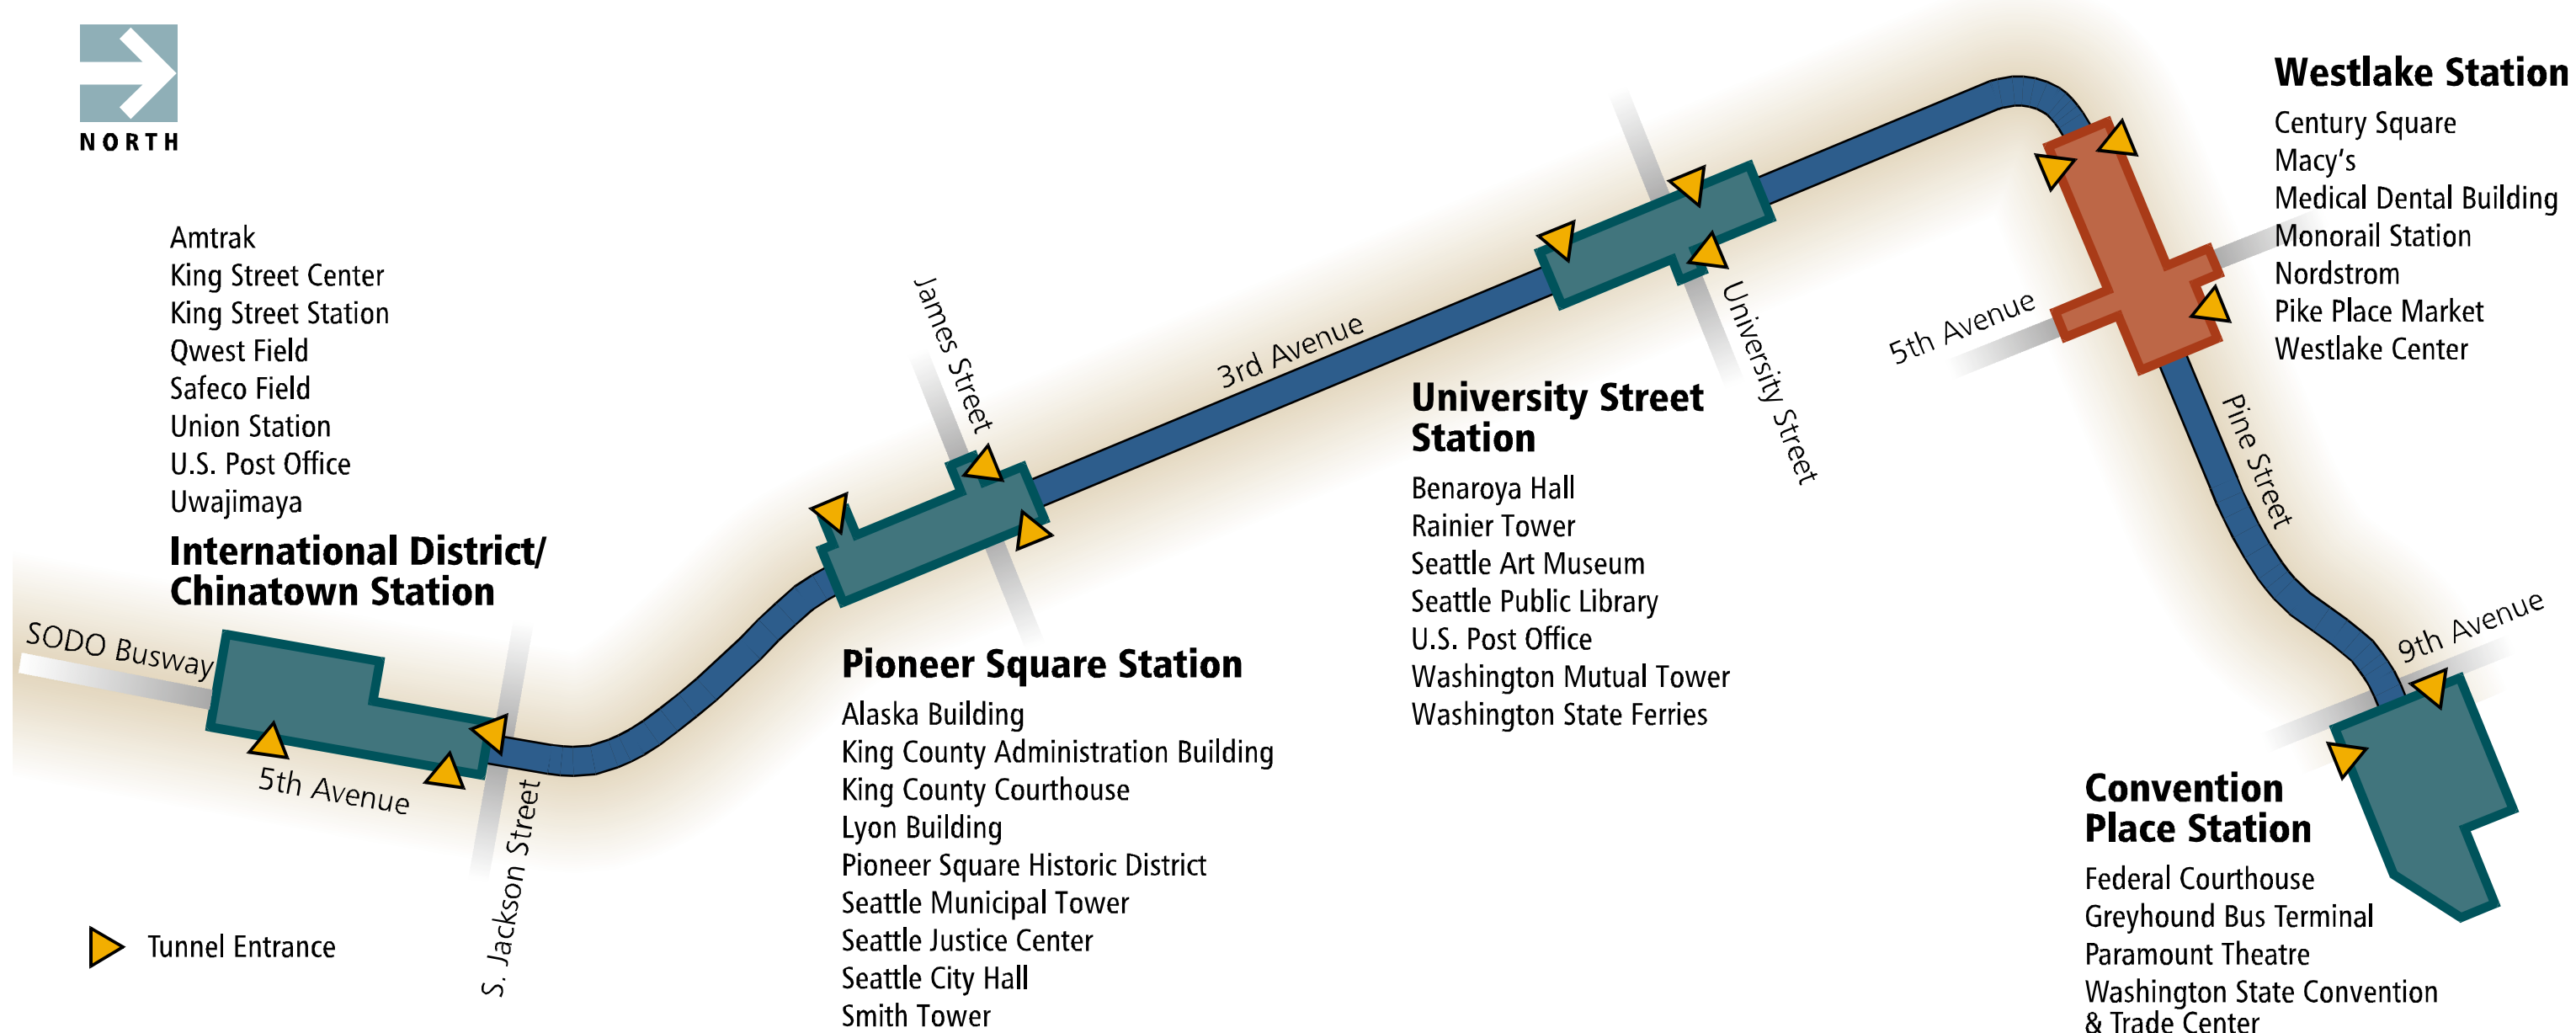 NORTH
Amtrak
King Street Center
King Street Station
Qwest Field
Safeco Field
Union Station
U.S. Post Office
Uwajimaya
International District/
Chinatown Station
SODO Busway
5th Avenue
S. Jackson Street
Tunnel Entrance
James Street
Pioneer Square Station
Alaska Building
King County Administration Building
King County Courthouse
Lyon Building
Pioneer Square Historic District
Seattle Municipal Tower
Seattle Justice Center
Seattle City Hall
Smith Tower
3rd Avenue
University Street
Station
Benaroya Hall
Rainier Tower
Seattle Art Museum
Seattle Public Library
U.S. Post Office
Washington Mutual Tower
Washington State Ferries
University Street
Westlake Station
Century Square
Macy's
Medical Dental Building
Monorail Station
Nordstrom
Pike Place Market
Westlake Center
5th Avenue
Pine Street
9th Avenue
Convention
Place Station
Federal Courthouse
Greyhound Bus Terminal
Paramount Theatre
Washington State Convention
& Trade Center